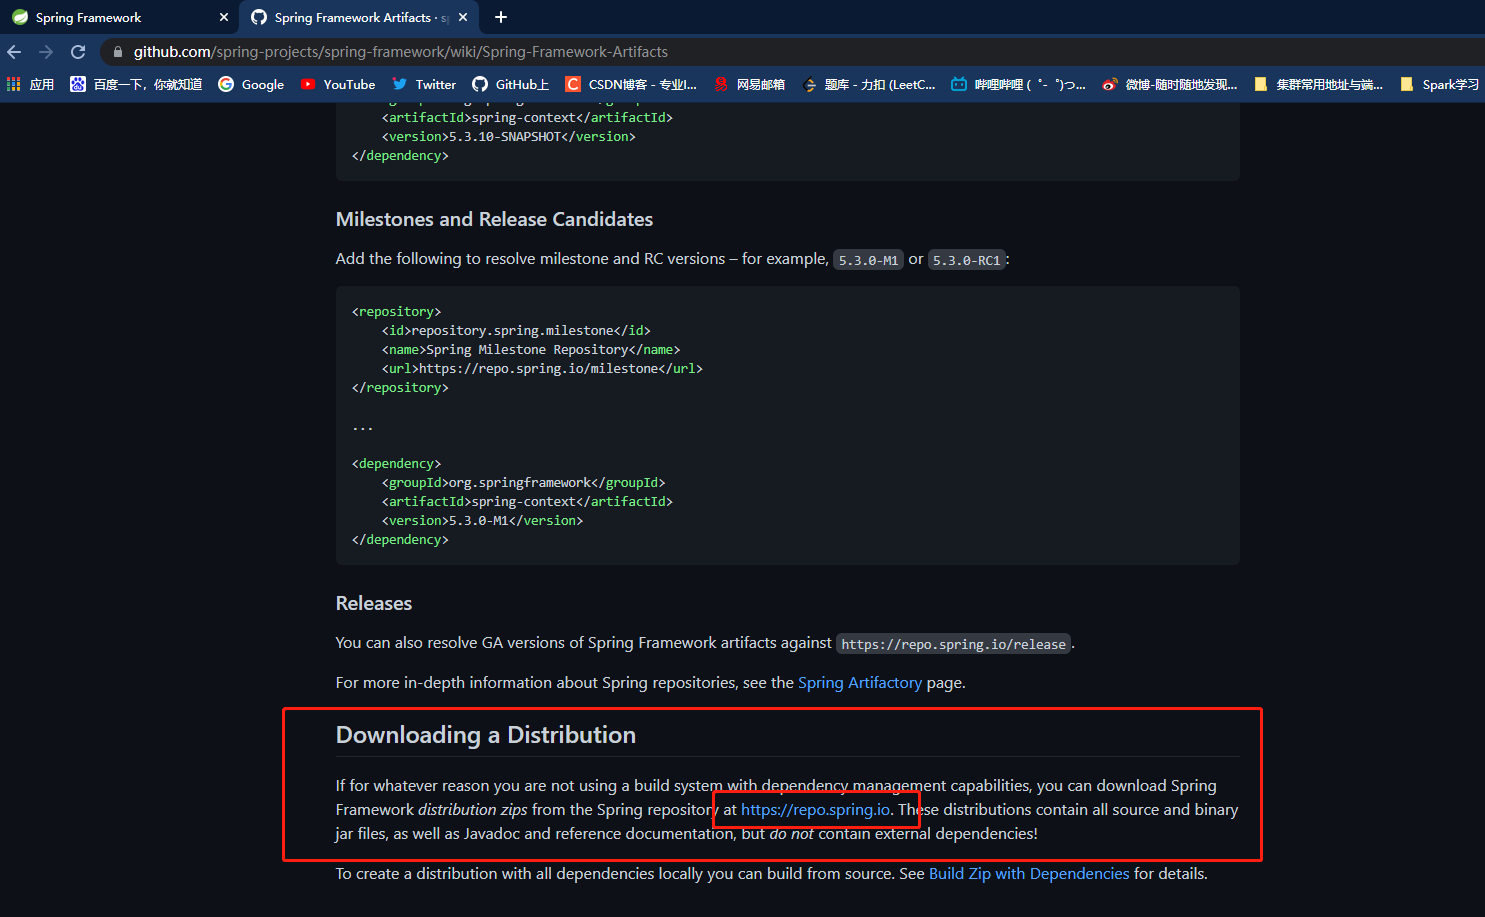 Spring Framework
Spring Framework Artifacts · sp
github.com/spring-projects/spring-framework/wiki/Spring-Framework-Artifacts
应用 百度一下，你就知道 Google YouTube Twitter GitHub上 CSDN博客 - 专业I... 网易邮箱 题库 - 力扣 (LeetC... 哔哩哔哩 ( ゜- ゜)つ... 微博-随时随地发现... 集群常用地址与端... Spark学习
<artifactId>spring-context</artifactId>
<version>5.3.10-SNAPSHOT</version>
</dependency>
Milestones and Release Candidates
Add the following to resolve milestone and RC versions – for example, 5.3.0-M1 or 5.3.0-RC1:
<repository>
<id>repository.spring.milestone</id>
<name>Spring Milestone Repository</name>
<url>https://repo.spring.io/milestone</url>
</repository>
...
<dependency>
<groupId>org.springframework</groupId>
<artifactId>spring-context</artifactId>
<version>5.3.0-M1</version>
</dependency>
Releases
You can also resolve GA versions of Spring Framework artifacts against https://repo.spring.io/release.
For more in-depth information about Spring repositories, see the Spring Artifactory page.
Downloading a Distribution
If for whatever reason you are not using a build system with dependency management capabilities, you can download Spring
Framework distribution zips from the Spring repository at https://repo.spring.io. These distributions contain all source and binary
jar files, as well as Javadoc and reference documentation, but do not contain external dependencies!
To create a distribution with all dependencies locally you can build from source. See Build Zip with Dependencies for details.